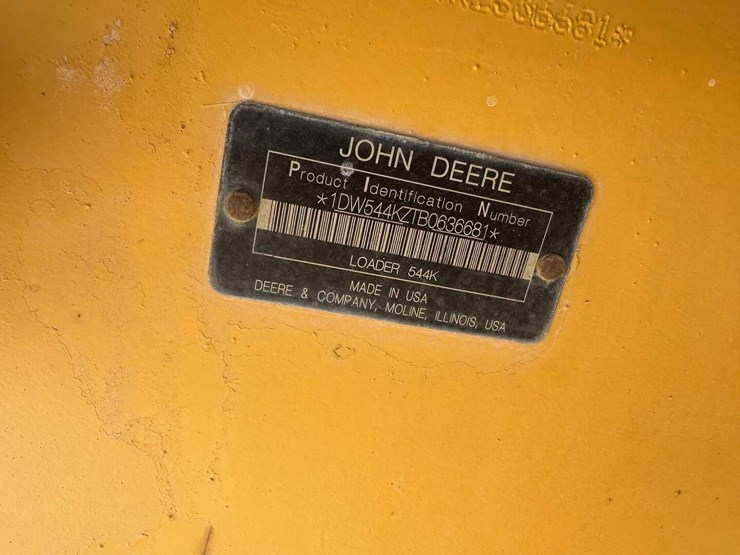 JOHN DEERE
Product Identification Number
*1DW544KZTB0636681*
LOADER 544K
MADE IN USA
DEERE & COMPANY, MOLINE, ILLINOIS, USA